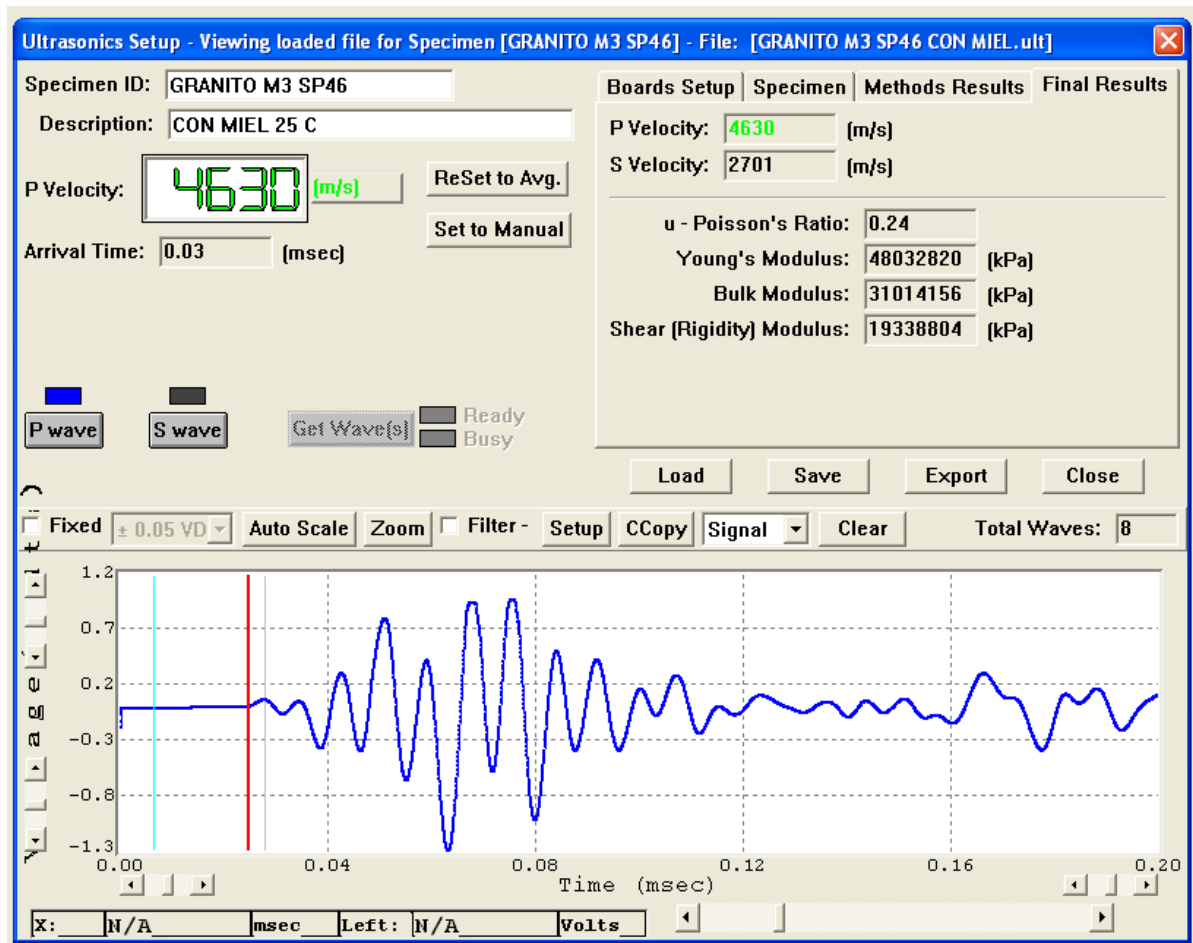 Ultrasonics Setup - Viewing loaded file for Specimen [GRANITO M3 SP46] - File: [GRANITO M3 SP46 CON MIEL.ult]
Specimen ID: GRANITO M3 SP46
Description: CON MIEL 25 C
P Velocity: 4630 (m/s)
ReSet to Avg.
Set to Manual
Arrival Time: 0.03 (msec)
P wave
S wave
Get Wave(s)
Ready
Busy
Boards Setup
Specimen
Methods Results
Final Results
P Velocity: 4630 (m/s)
S Velocity: 2701 (m/s)
u - Poisson's Ratio: 0.24
Young's Modulus: 48032820 (kPa)
Bulk Modulus: 31014156 (kPa)
Shear (Rigidity) Modulus: 19338804 (kPa)
Load
Save
Export
Close
Fixed ± 0.05 VD Auto Scale Zoom Filter - Setup CCopy Signal Clear Total Waves: 8
1.2
0.7
0.2
-0.3
-0.8
-1.3
0.00 0.04 0.08 0.12 0.16 0.20
Time (msec)
X: N/A msec Left: N/A Volts